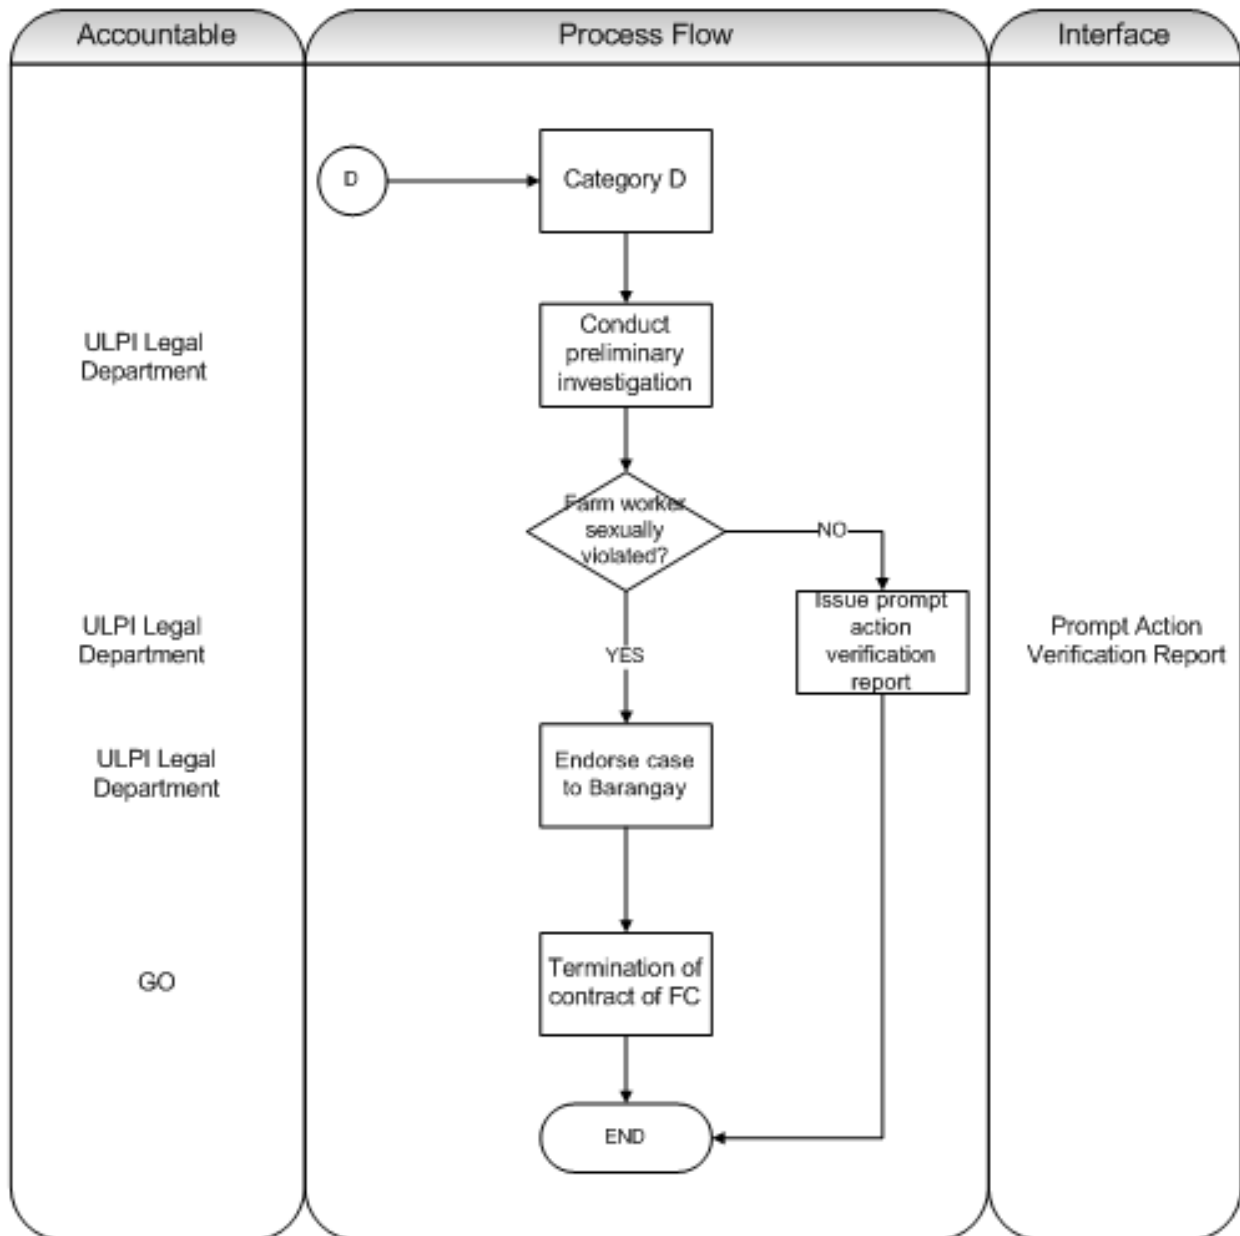 Accountable
Process Flow
Interface
D
Category D
ULPI Legal
Department
Conduct
preliminary
investigation
Farm worker
sexually
violated?
NO
ULPI Legal
Department
YES
Issue prompt
action
verification
report
Prompt Action
Verification Report
ULPI Legal
Department
Endorse case
to Barangay
GO
Termination of
contract of FC
END